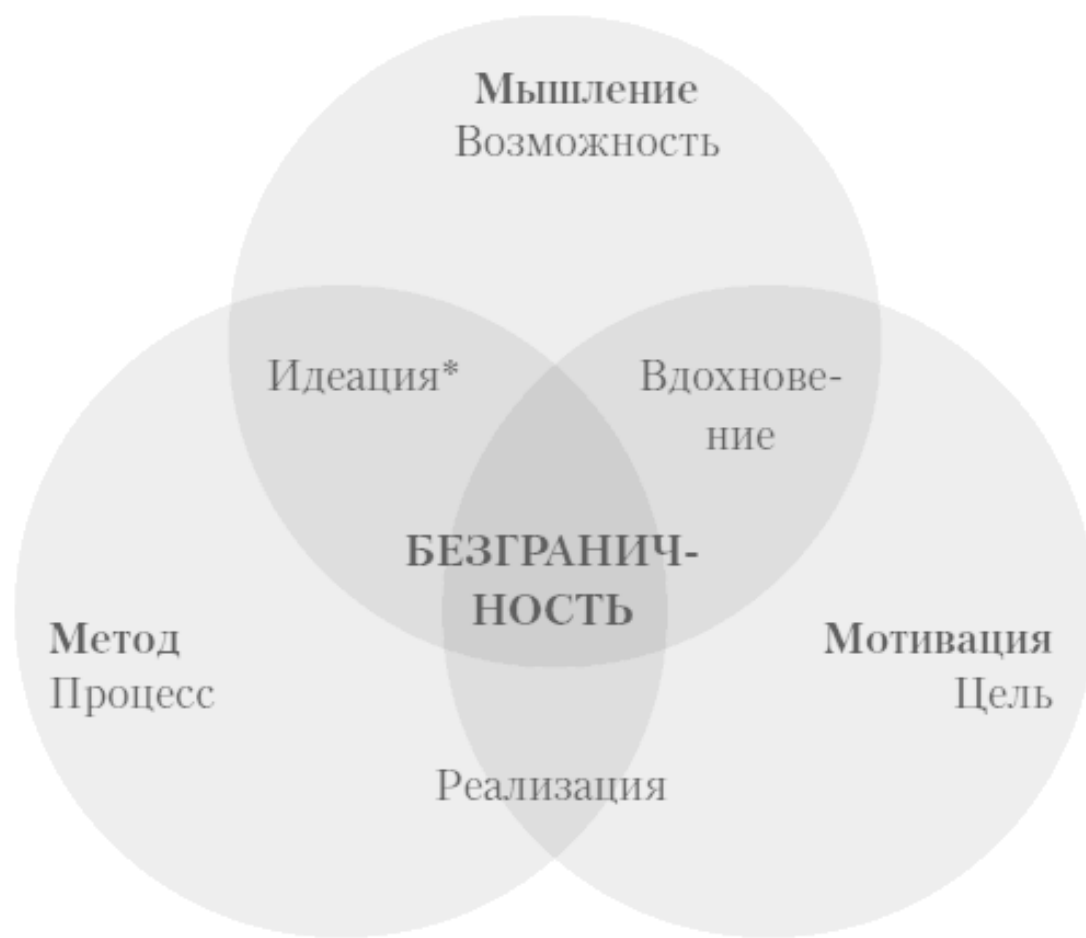 Мышление
Возможность
Идеация*
Вдохнове-
ние
БЕЗГРАНИЧ-
НОСТЬ
Метод
Процесс
Мотивация
Цель
Реализация